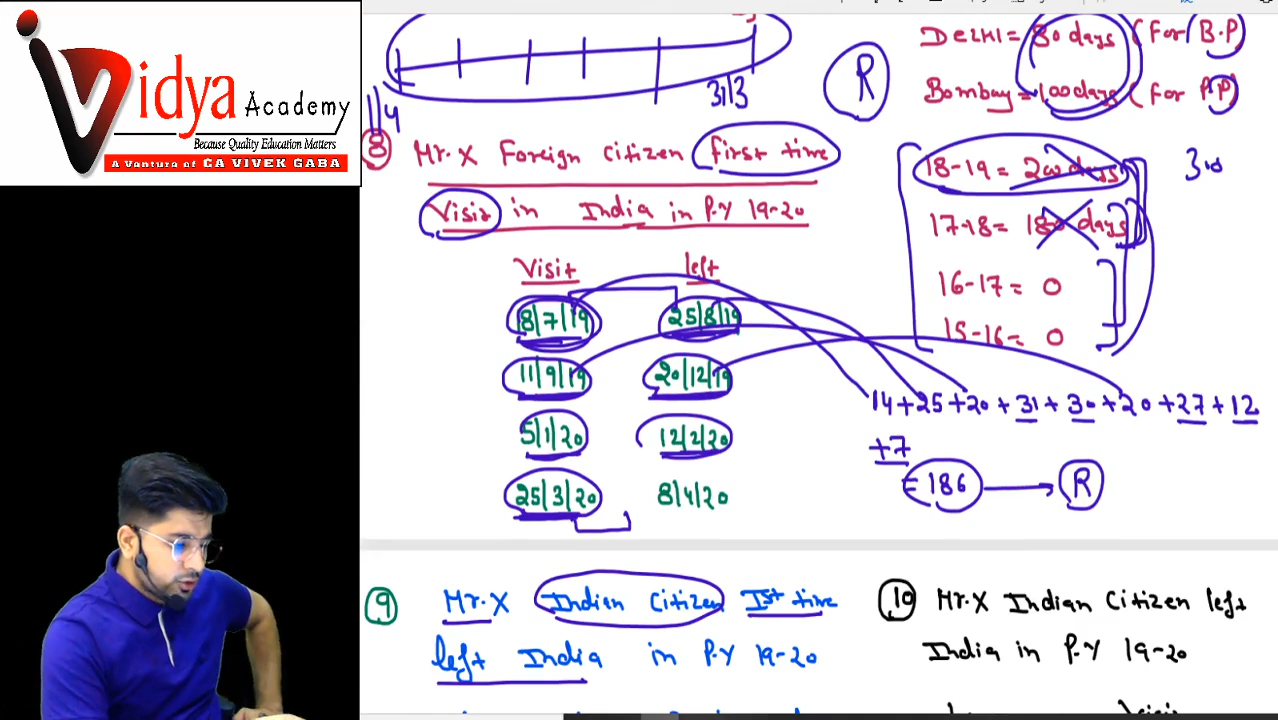 Vidya Academy
Because Quality Education Matters
A Ventura of CA VIVEK GABA
1/4
31/3
R
Delhi = 80 days (for B.P)
Bombay = 100 days (for P.P)
8 Mr. X Foreign Citizen first time
Visit in India in P.Y 19-20
Visit left
8/7/19 25/8/19
11/9/19 20/12/19
5/1/20 12/2/20
25/3/20 8/4/20
18-19 = 200 days
17-18 = 180 days
16-17 = 0
15-16 = 0
14+25+20+31+30+20+27+12
+7
= 186 → R
9 Mr. X Indian Citizen Ist time
left India in P.Y 19-20
10 Mr. X Indian Citizen left
India in P.Y 19-20